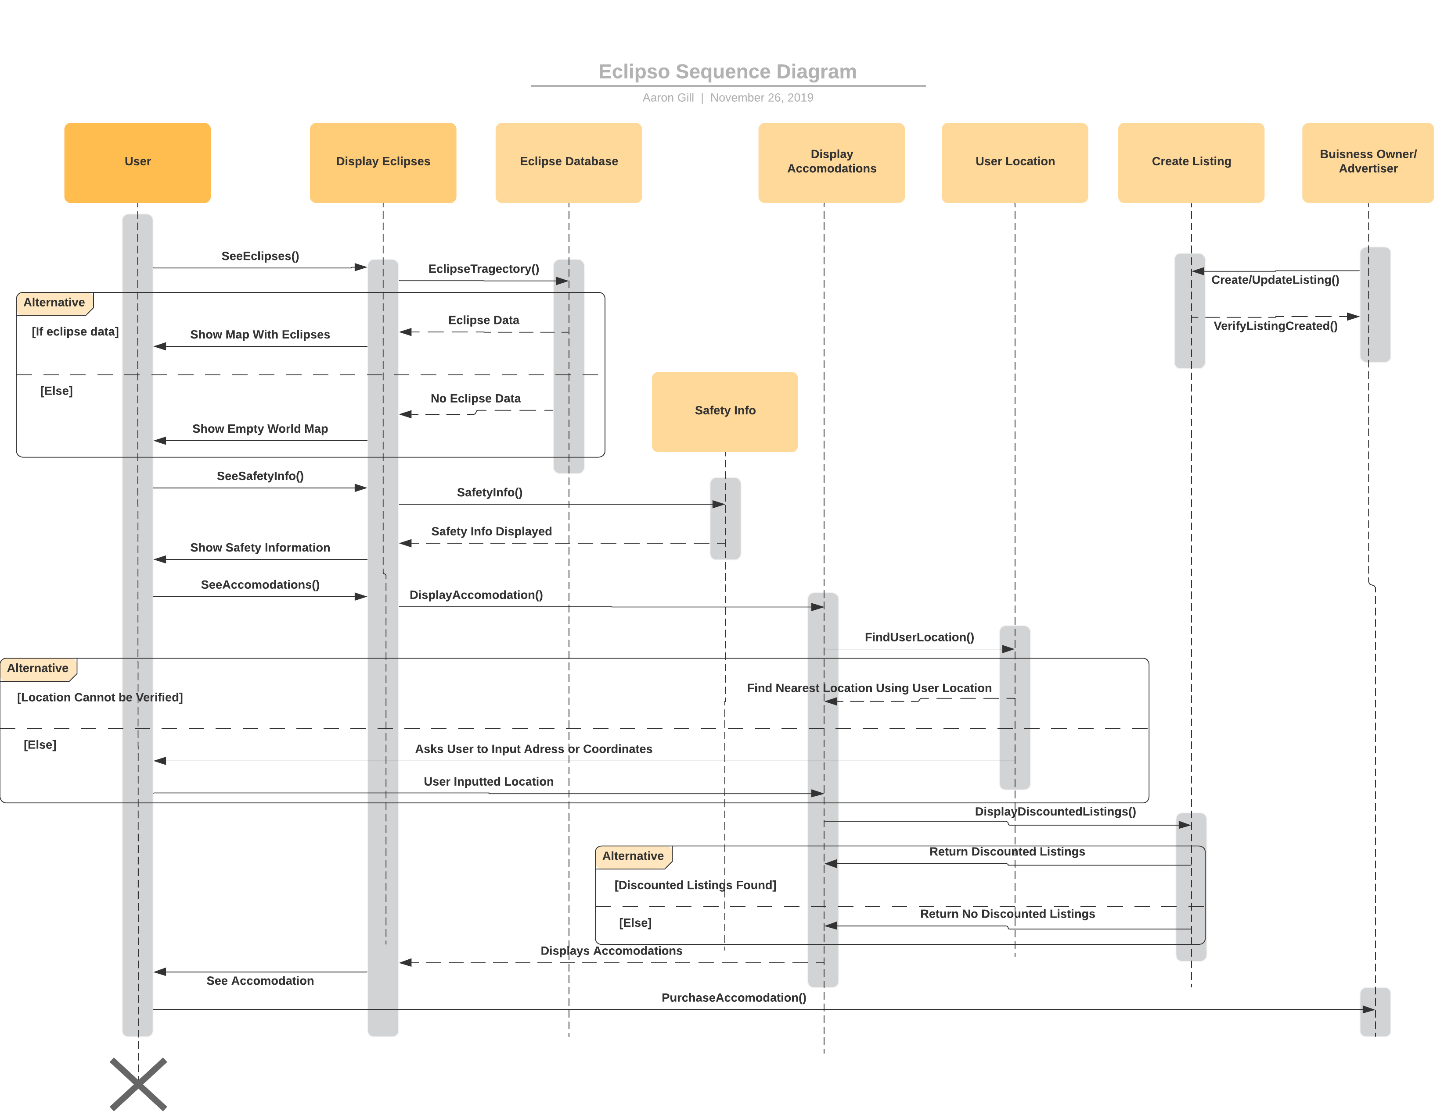 Eclipso Sequence Diagram
Aaron Gill | November 26, 2019
User
Display Eclipses
Eclipse Database
Display
Accomodations
User Location
Create Listing
Buisness Owner/
Advertiser
SeeEclipses()
EclipseTragectory()
Create/UpdateListing()
Alternative
[If eclipse data]
Eclipse Data
VerifyListingCreated()
Show Map With Eclipses
[Else]
No Eclipse Data
Safety Info
Show Empty World Map
SeeSafetyInfo()
SafetyInfo()
Safety Info Displayed
Show Safety Information
SeeAccomodations()
DisplayAccomodation()
FindUserLocation()
Alternative
[Location Cannot be Verified]
Find Nearest Location Using User Location
[Else]
Asks User to Input Adress or Coordinates
User Inputted Location
DisplayDiscountedListings()
Alternative
Return Discounted Listings
[Discounted Listings Found]
[Else]
Return No Discounted Listings
Displays Accomodations
See Accomodation
PurchaseAccomodation()